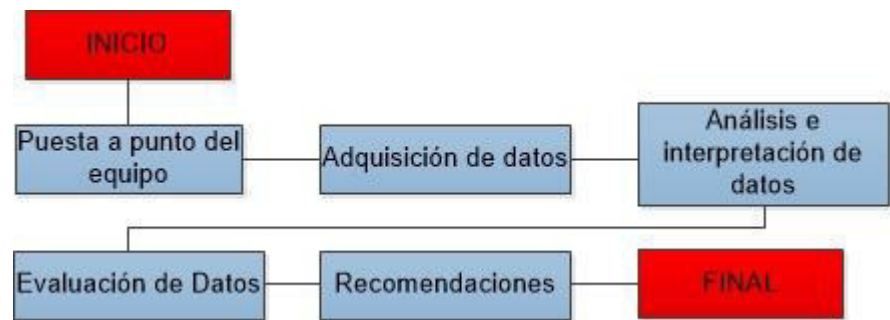 INICIO
Puesta a punto del
equipo
Adquisición de datos
Análisis e
interpretación de
datos
Evaluación de Datos
Recomendaciones
FINAL